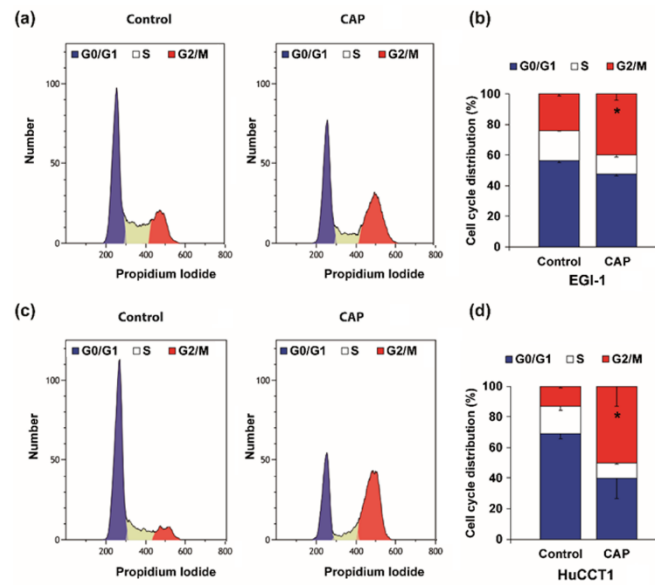 (a)
Control
G0/G1 S G2/M
Number
100
50
0
200 400 600 800
Propidium Iodide
CAP
G0/G1 S G2/M
Number
100
50
0
200 400 600 800
Propidium Iodide
(b)
G0/G1 S G2/M
Cell cycle distribution (%)
100
80
60
40
20
0
*
Control CAP
EGI-1
(c)
Control
G0/G1 S G2/M
Number
100
50
0
200 400 600 800
Propidium Iodide
CAP
G0/G1 S G2/M
Number
100
50
0
200 400 600 800
Propidium Iodide
(d)
G0/G1 S G2/M
Cell cycle distribution (%)
100
80
60
40
20
0
*
Control CAP
HuCCT1